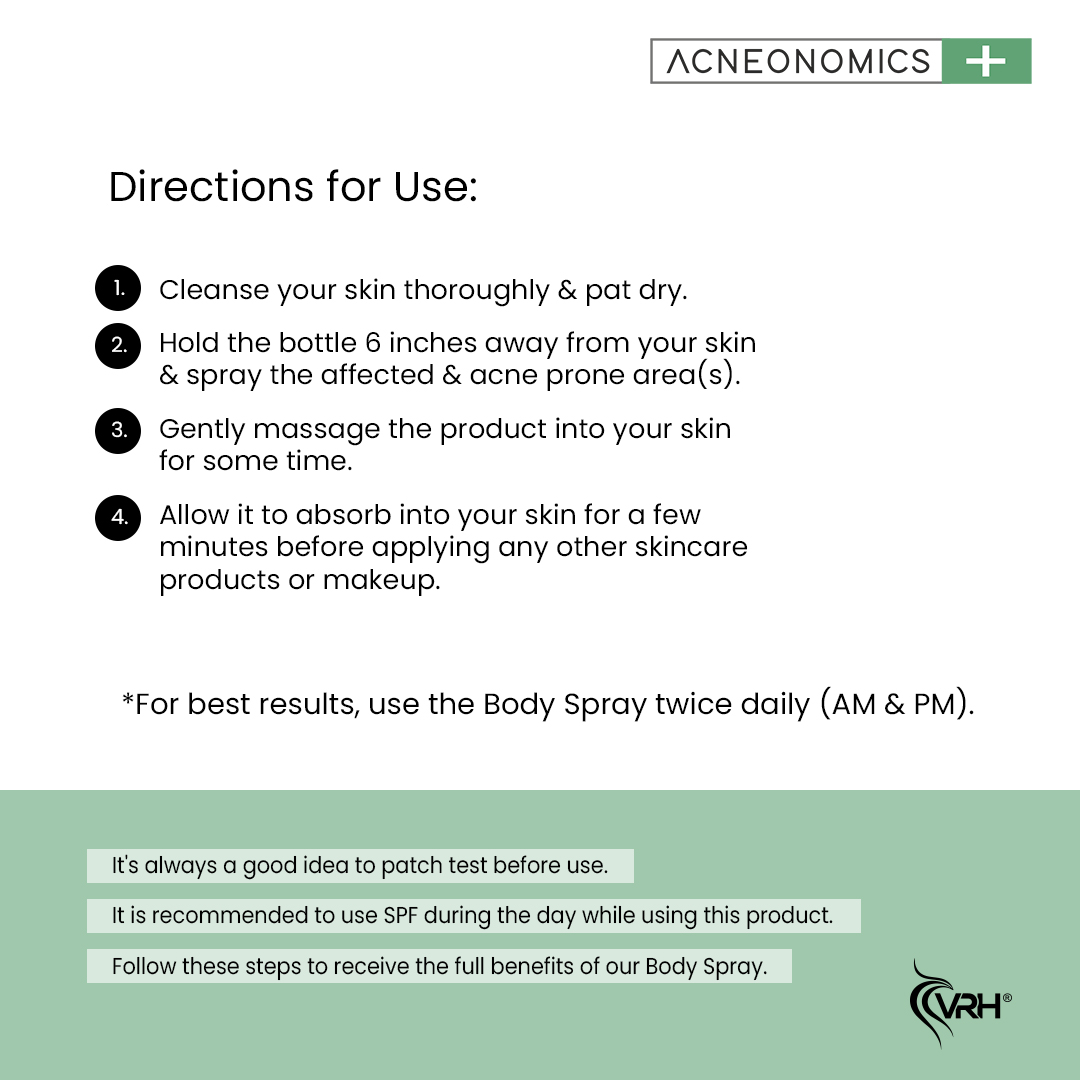 ACNEONOMICS +
Directions for Use:
1. Cleanse your skin thoroughly & pat dry.
2. Hold the bottle 6 inches away from your skin
& spray the affected & acne prone area(s).
3. Gently massage the product into your skin
for some time.
4. Allow it to absorb into your skin for a few
minutes before applying any other skincare
products or makeup.
*For best results, use the Body Spray twice daily (AM & PM).
It's always a good idea to patch test before use.
It is recommended to use SPF during the day while using this product.
Follow these steps to receive the full benefits of our Body Spray.
VRH®